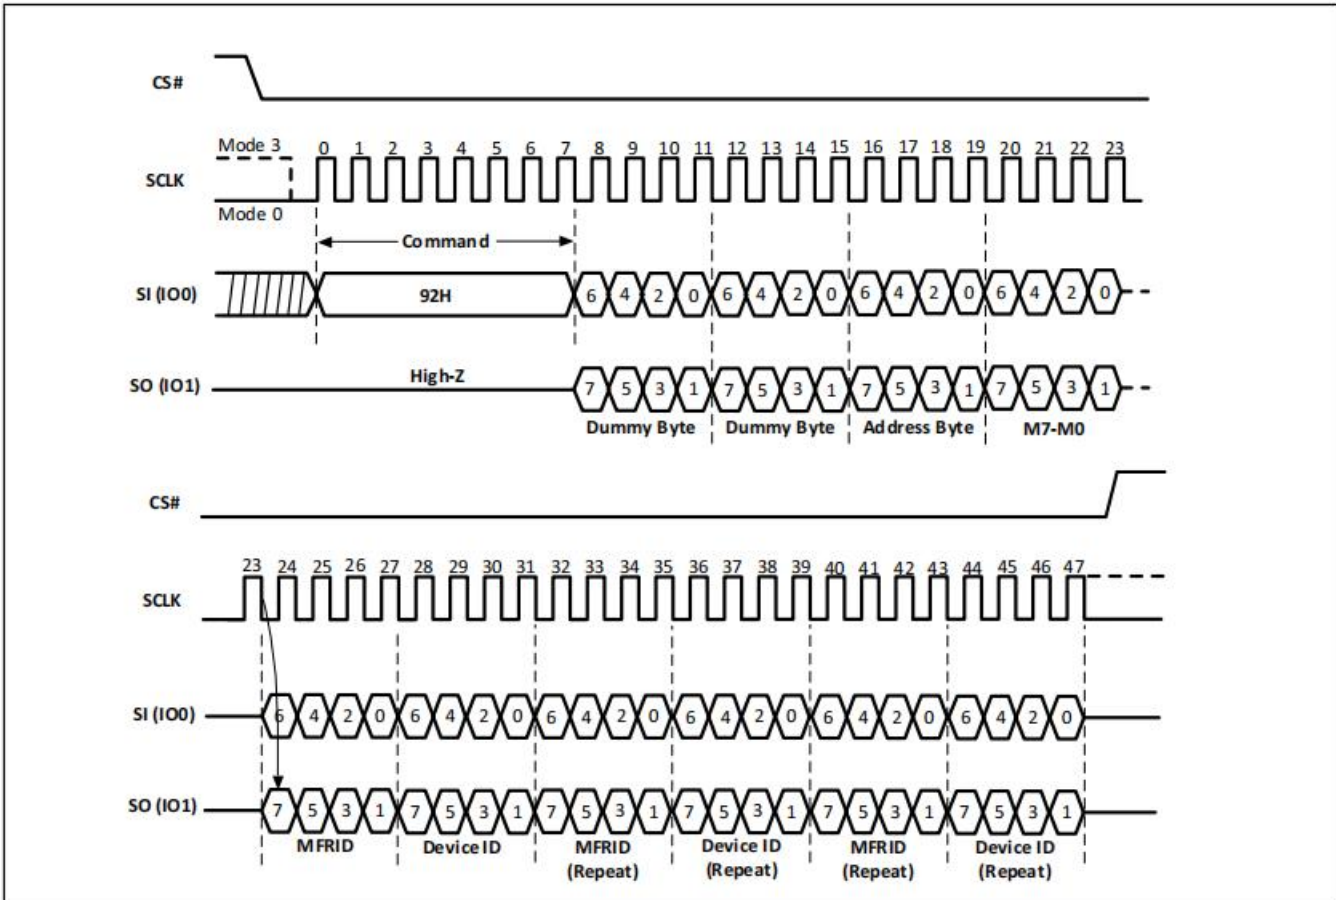 CS#
Mode 3
0 1 2 3 4 5 6 7 8 9 10 11 12 13 14 15 16 17 18 19 20 21 22 23
SCLK
Mode 0
Command
SI (IO0)
92H
6 4 2 0 6 4 2 0 6 4 2 0 6 4 2 0
High-Z
SO (IO1)
7 5 3 1 7 5 3 1 7 5 3 1 7 5 3 1
Dummy Byte Dummy Byte Address Byte M7-M0
CS#
23 24 25 26 27 28 29 30 31 32 33 34 35 36 37 38 39 40 41 42 43 44 45 46 47
SCLK
SI (IO0)
6 4 2 0 6 4 2 0 6 4 2 0 6 4 2 0 6 4 2 0 6 4 2 0
SO (IO1)
7 5 3 1 7 5 3 1 7 5 3 1 7 5 3 1 7 5 3 1 7 5 3 1
MFRID Device ID MFRID Device ID MFRID Device ID
(Repeat) (Repeat) (Repeat) (Repeat)